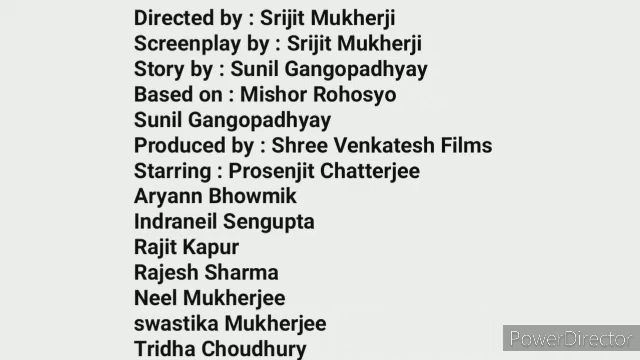 Directed by : Srijit Mukherji
Screenplay by : Srijit Mukherji
Story by : Sunil Gangopadhyay
Based on : Mishor Rohosyo
Sunil Gangopadhyay
Produced by : Shree Venkatesh Films
Starring : Prosenjit Chatterjee
Aryann Bhowmik
Indraneil Sengupta
Rajit Kapur
Rajesh Sharma
Neel Mukherjee
swastika Mukherjee
Tridha Choudhury
PowerDirector